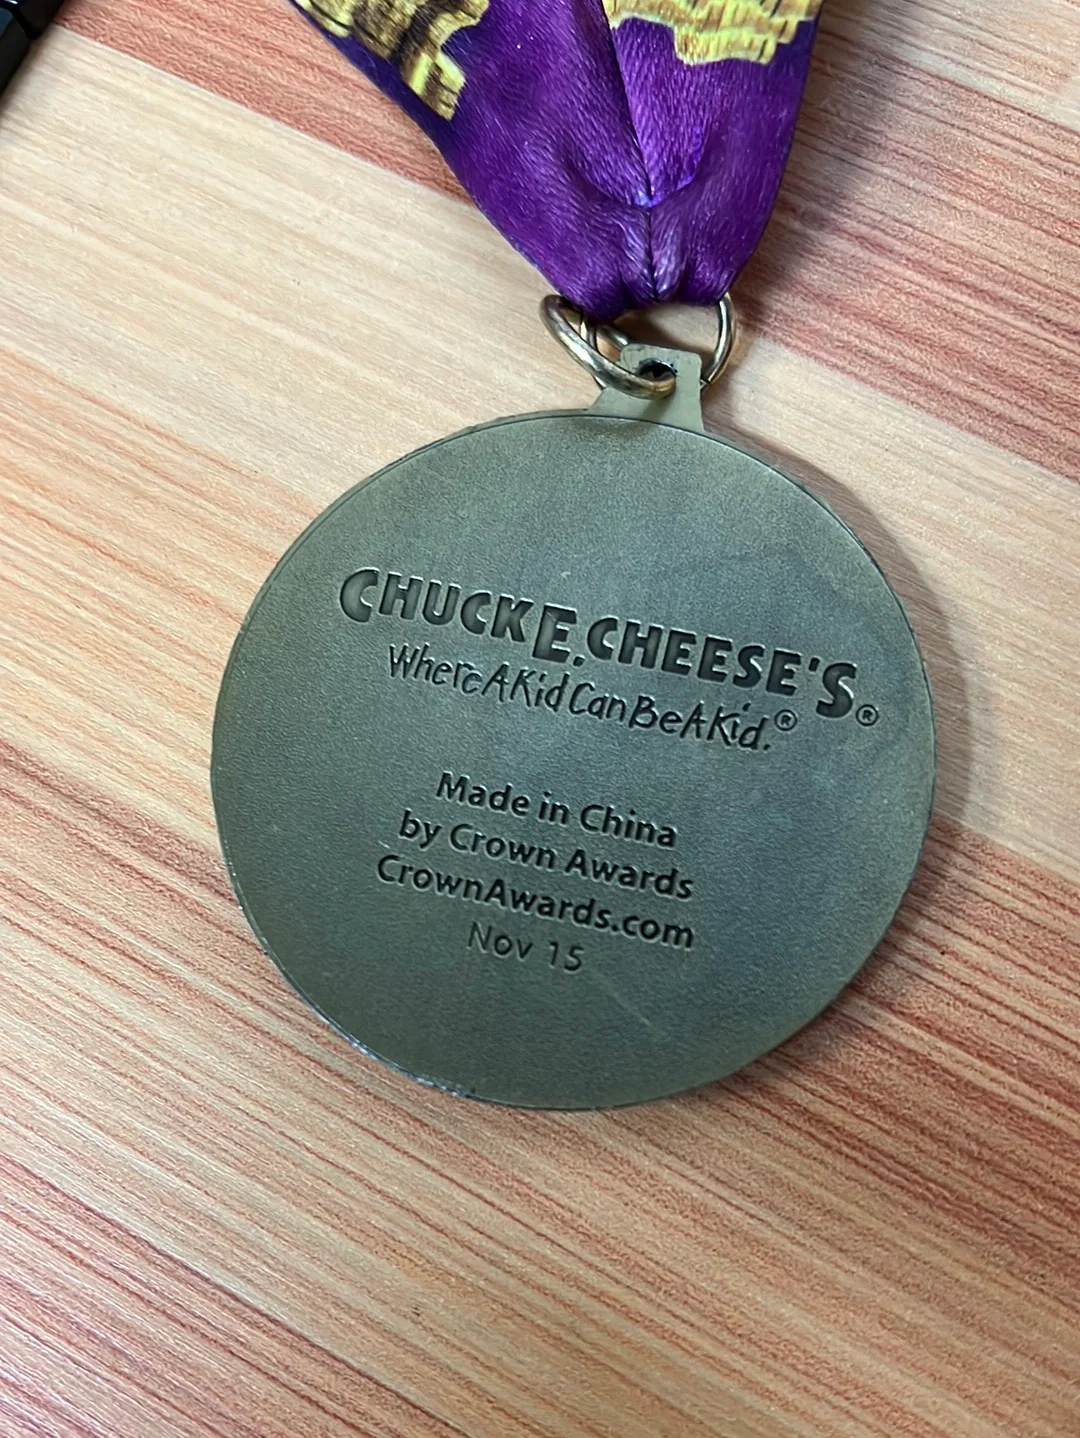 CHUCK E. CHEESE'S®
Where A Kid Can Be A Kid.®
Made in China
by Crown Awards
CrownAwards.com
Nov 15